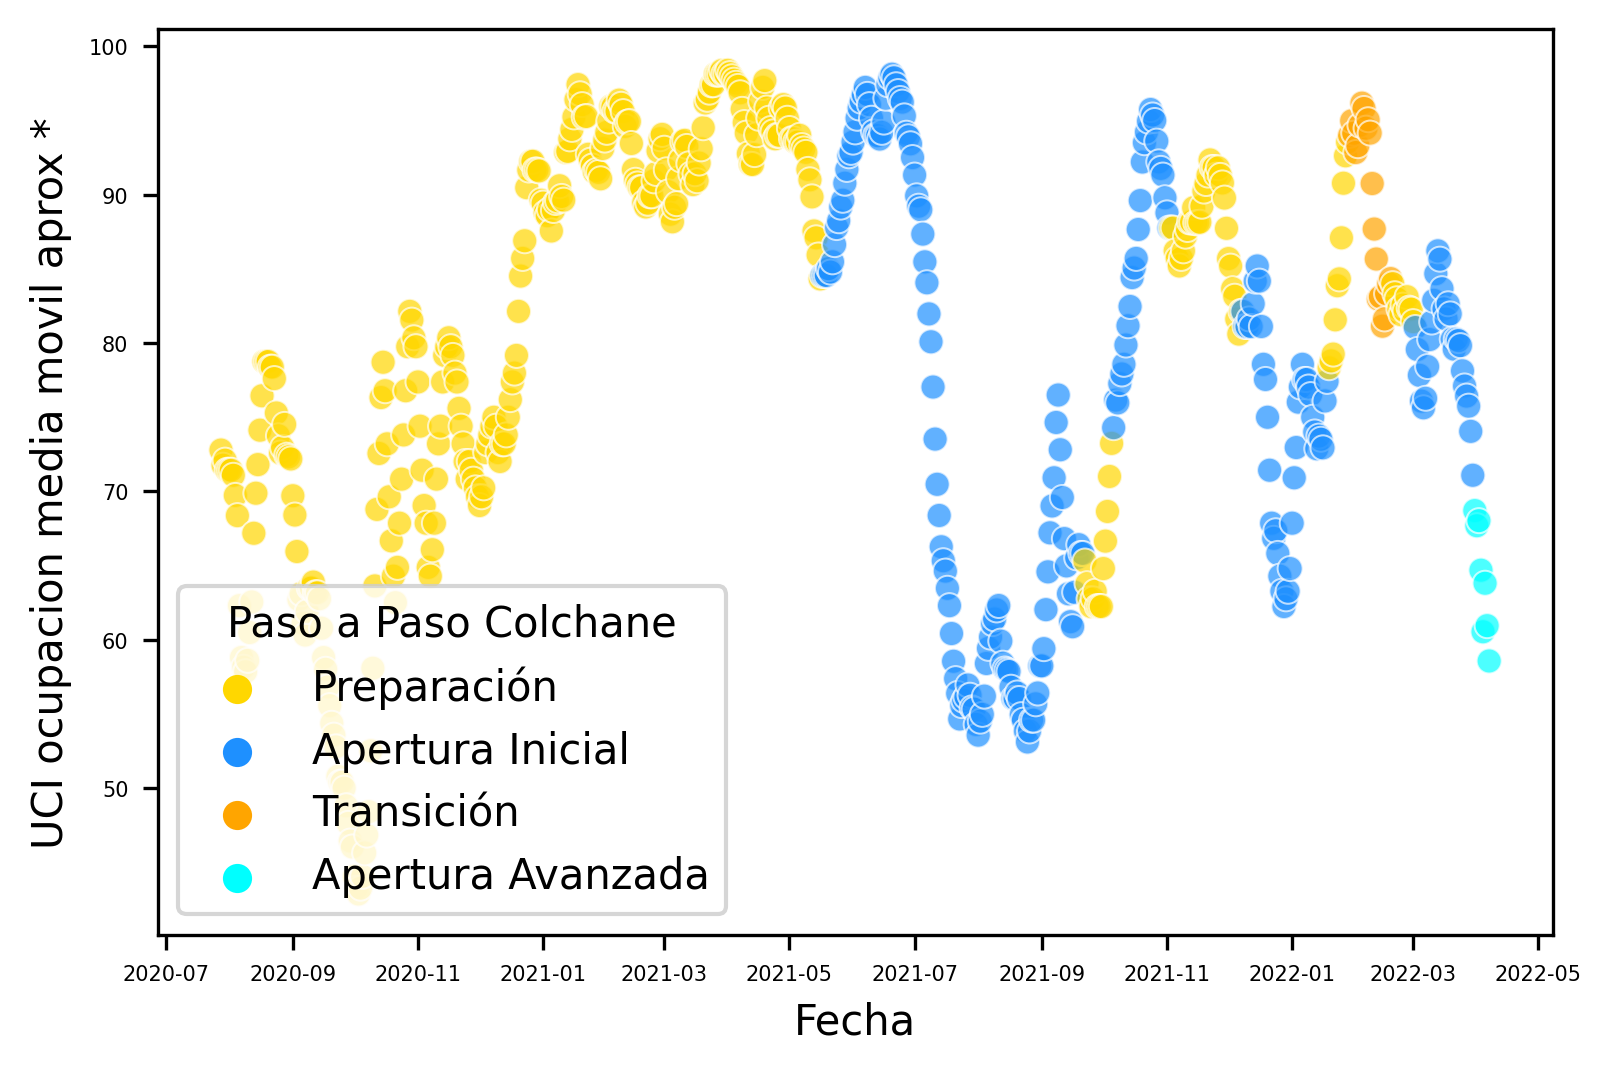 100
90
80
70
60
50
UCI ocupacion media movil aprox *
Paso a Paso Colchane
Preparación
Apertura Inicial
Transición
Apertura Avanzada
2020-07 2020-09 2020-11 2021-01 2021-03 2021-05 2021-07 2021-09 2021-11 2022-01 2022-03 2022-05
Fecha